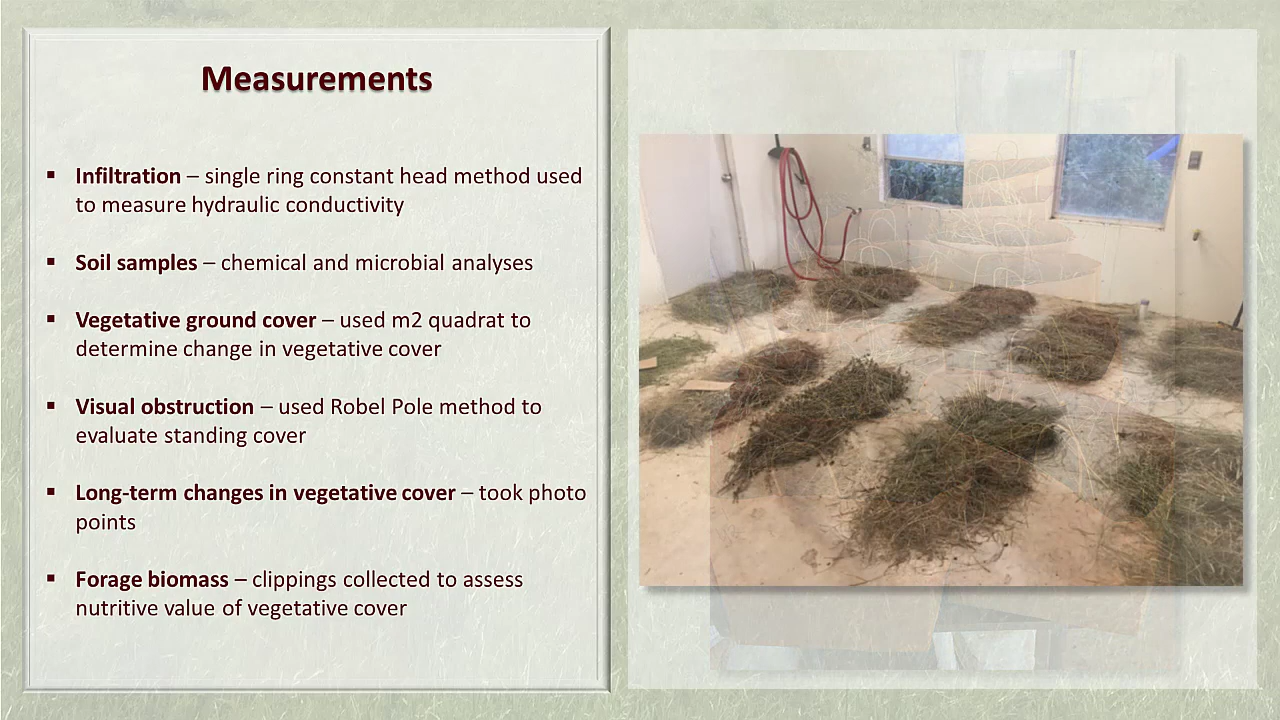 Measurements
▪ Infiltration – single ring constant head method used
to measure hydraulic conductivity
▪ Soil samples – chemical and microbial analyses
▪ Vegetative ground cover – used m2 quadrat to
determine change in vegetative cover
▪ Visual obstruction – used Robel Pole method to
evaluate standing cover
▪ Long-term changes in vegetative cover – took photo
points
▪ Forage biomass – clippings collected to assess
nutritive value of vegetative cover